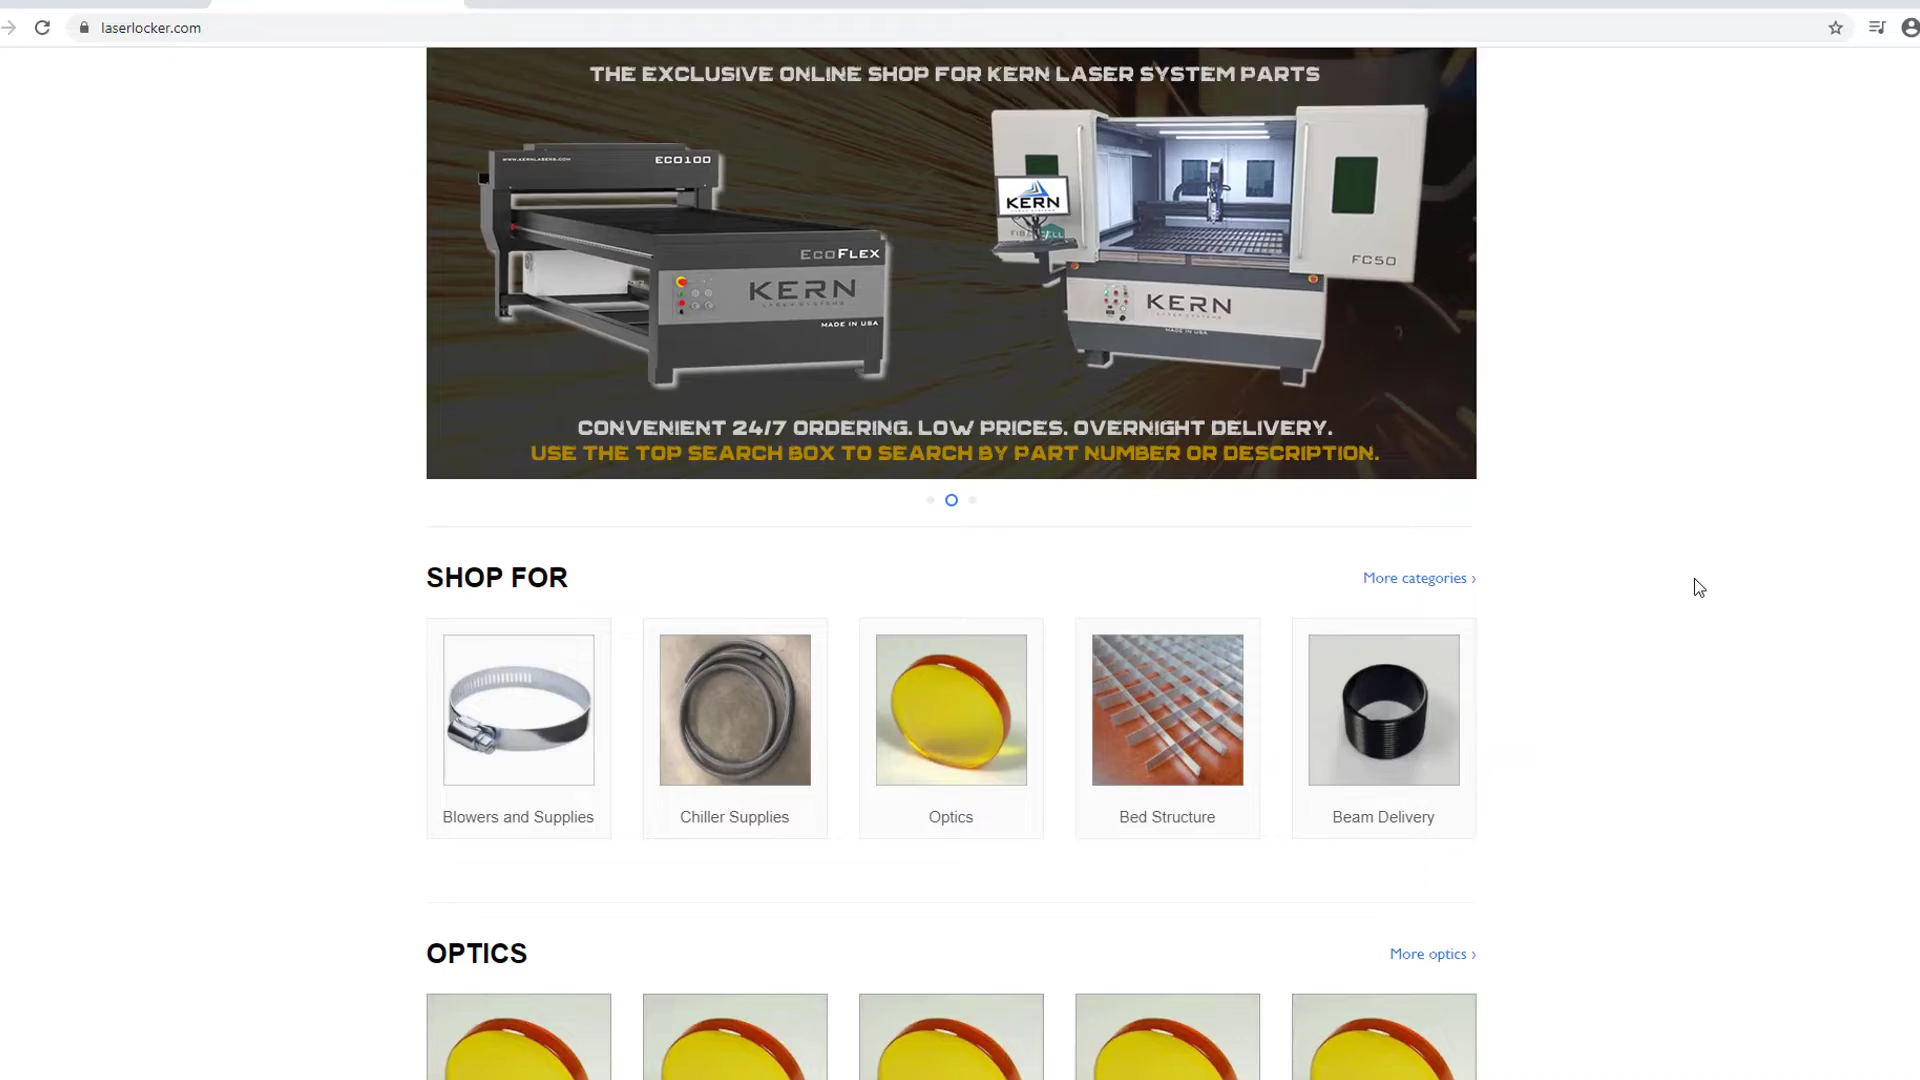 laserlocker.com
THE EXCLUSIVE ONLINE SHOP FOR KERN LASER SYSTEM PARTS
WWW.KERNLASERS.COM
ECO100
KERN
ECOFLEX
KERN
LASER SYSTEMS
MADE IN USA
FC50
KERN
MADE IN USA
CONVENIENT 24/7 ORDERING. LOW PRICES. OVERNIGHT DELIVERY.
USE THE TOP SEARCH BOX TO SEARCH BY PART NUMBER OR DESCRIPTION.
SHOP FOR
More categories ›
Blowers and Supplies
Chiller Supplies
Optics
Bed Structure
Beam Delivery
OPTICS
More optics ›